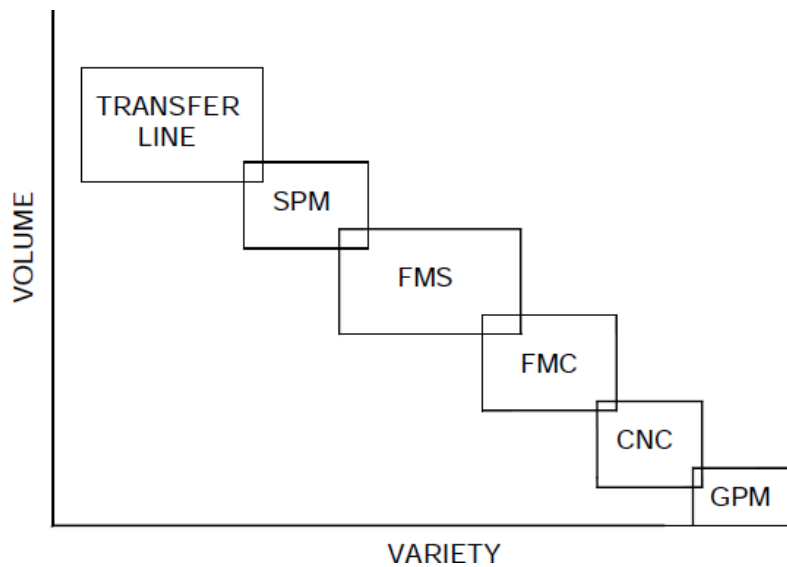 TRANSFER
LINE
SPM
FMS
FMC
CNC
GPM
VOLUME
VARIETY